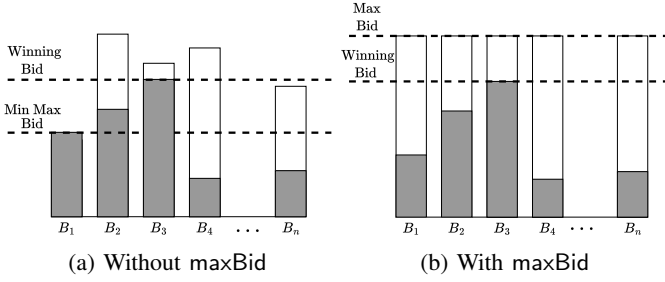 Winning
Bid
Min Max
Bid
B1 B2 B3 B4 ... Bn
(a) Without maxBid
Max
Bid
Winning
Bid
B1 B2 B3 B4 ... Bn
(b) With maxBid